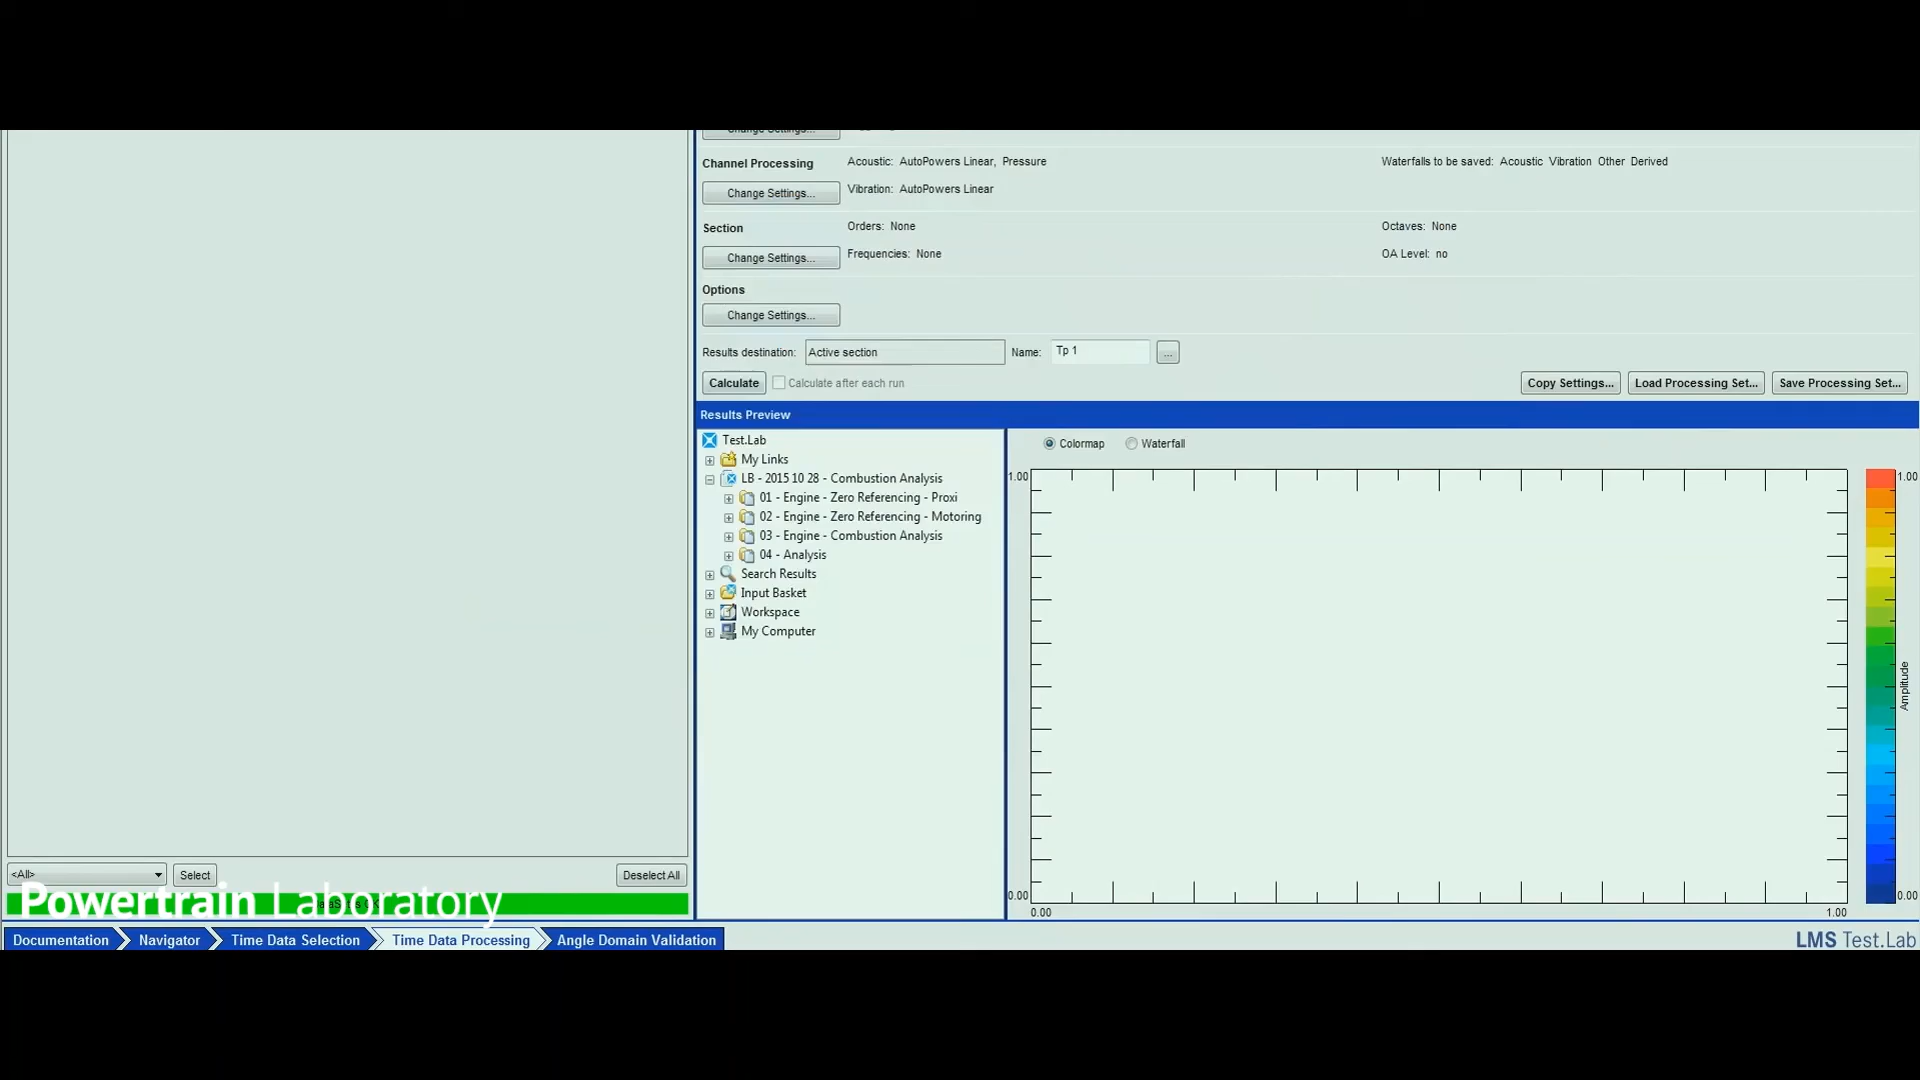 Change Settings...
Channel Processing
Acoustic: AutoPowers Linear, Pressure
Waterfalls to be saved: Acoustic Vibration Other Derived
Change Settings...
Vibration: AutoPowers Linear
Section
Orders: None
Octaves: None
Change Settings...
Frequencies: None
OA Level: no
Options
Change Settings...
Results destination: Active section Name: Tp 1 ...
Calculate Calculate after each run Copy Settings... Load Processing Set... Save Processing Set...
Results Preview
Test.Lab
My Links
LB - 2015 10 28 - Combustion Analysis
01 - Engine - Zero Referencing - Proxi
02 - Engine - Zero Referencing - Motoring
03 - Engine - Combustion Analysis
04 - Analysis
Search Results
Input Basket
Workspace
My Computer
Colormap Waterfall
1.00
0.00
0.00 1.00
1.00
Amplitude
0.00
<All> Select Deselect All
Powertrain Laboratory
Documentation Navigator Time Data Selection Time Data Processing Angle Domain Validation
LMS Test.Lab